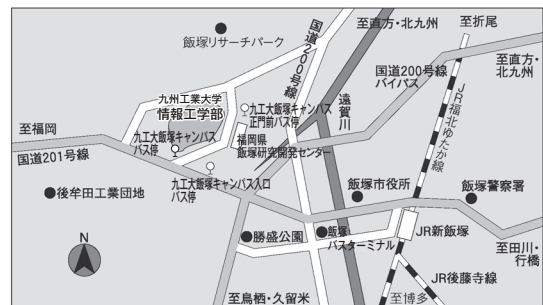 至折尾
至直方・北九州
国道200号線
飯塚リサーチパーク
至直方・
北九州
国道200号線
バイパス
遠賀川
JR福北ゆたか線
九州工業大学
情報工学部
九工大飯塚キャンパス
正門前バス停
至福岡
九工大飯塚キャンパス
バス停
福岡県
飯塚研究開発センター
国道201号線
九工大飯塚キャンパス入口
バス停
飯塚市役所
飯塚警察署
後牟田工業団地
N
勝盛公園
飯塚
バスターミナル
JR新飯塚
至田川・
行橋
JR後藤寺線
至鳥栖・久留米
至博多